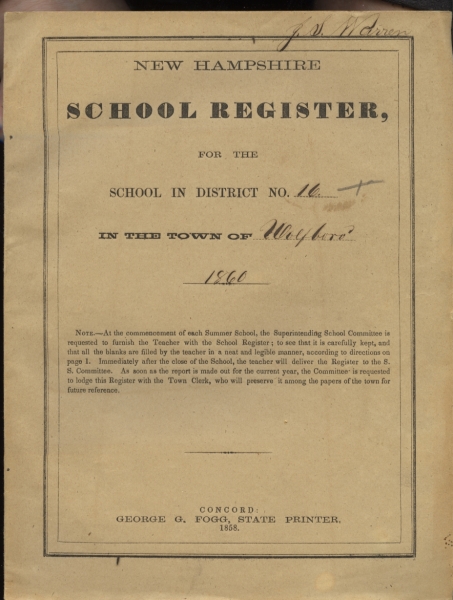 J. S. Warren
NEW HAMPSHIRE
SCHOOL REGISTER,
FOR THE
SCHOOL IN DISTRICT NO. 16.
IN THE TOWN OF Wolfboro'
1860
NOTE.—At the commencement of each Summer School, the Superintending School Committee is
requested to furnish the Teacher with the School Register; to see that it is carefully kept, and
that all the blanks are filled by the teacher in a neat and legible manner, according to directions on
page 1. Immediately after the close of the School, the teacher will deliver the Register to the S.
S. Committee. As soon as the report is made out for the current year, the Committee is requested
to lodge this Register with the Town Clerk, who will preserve it among the papers of the town for
future reference.
CONCORD:
GEORGE G. FOGG, STATE PRINTER.
1858.